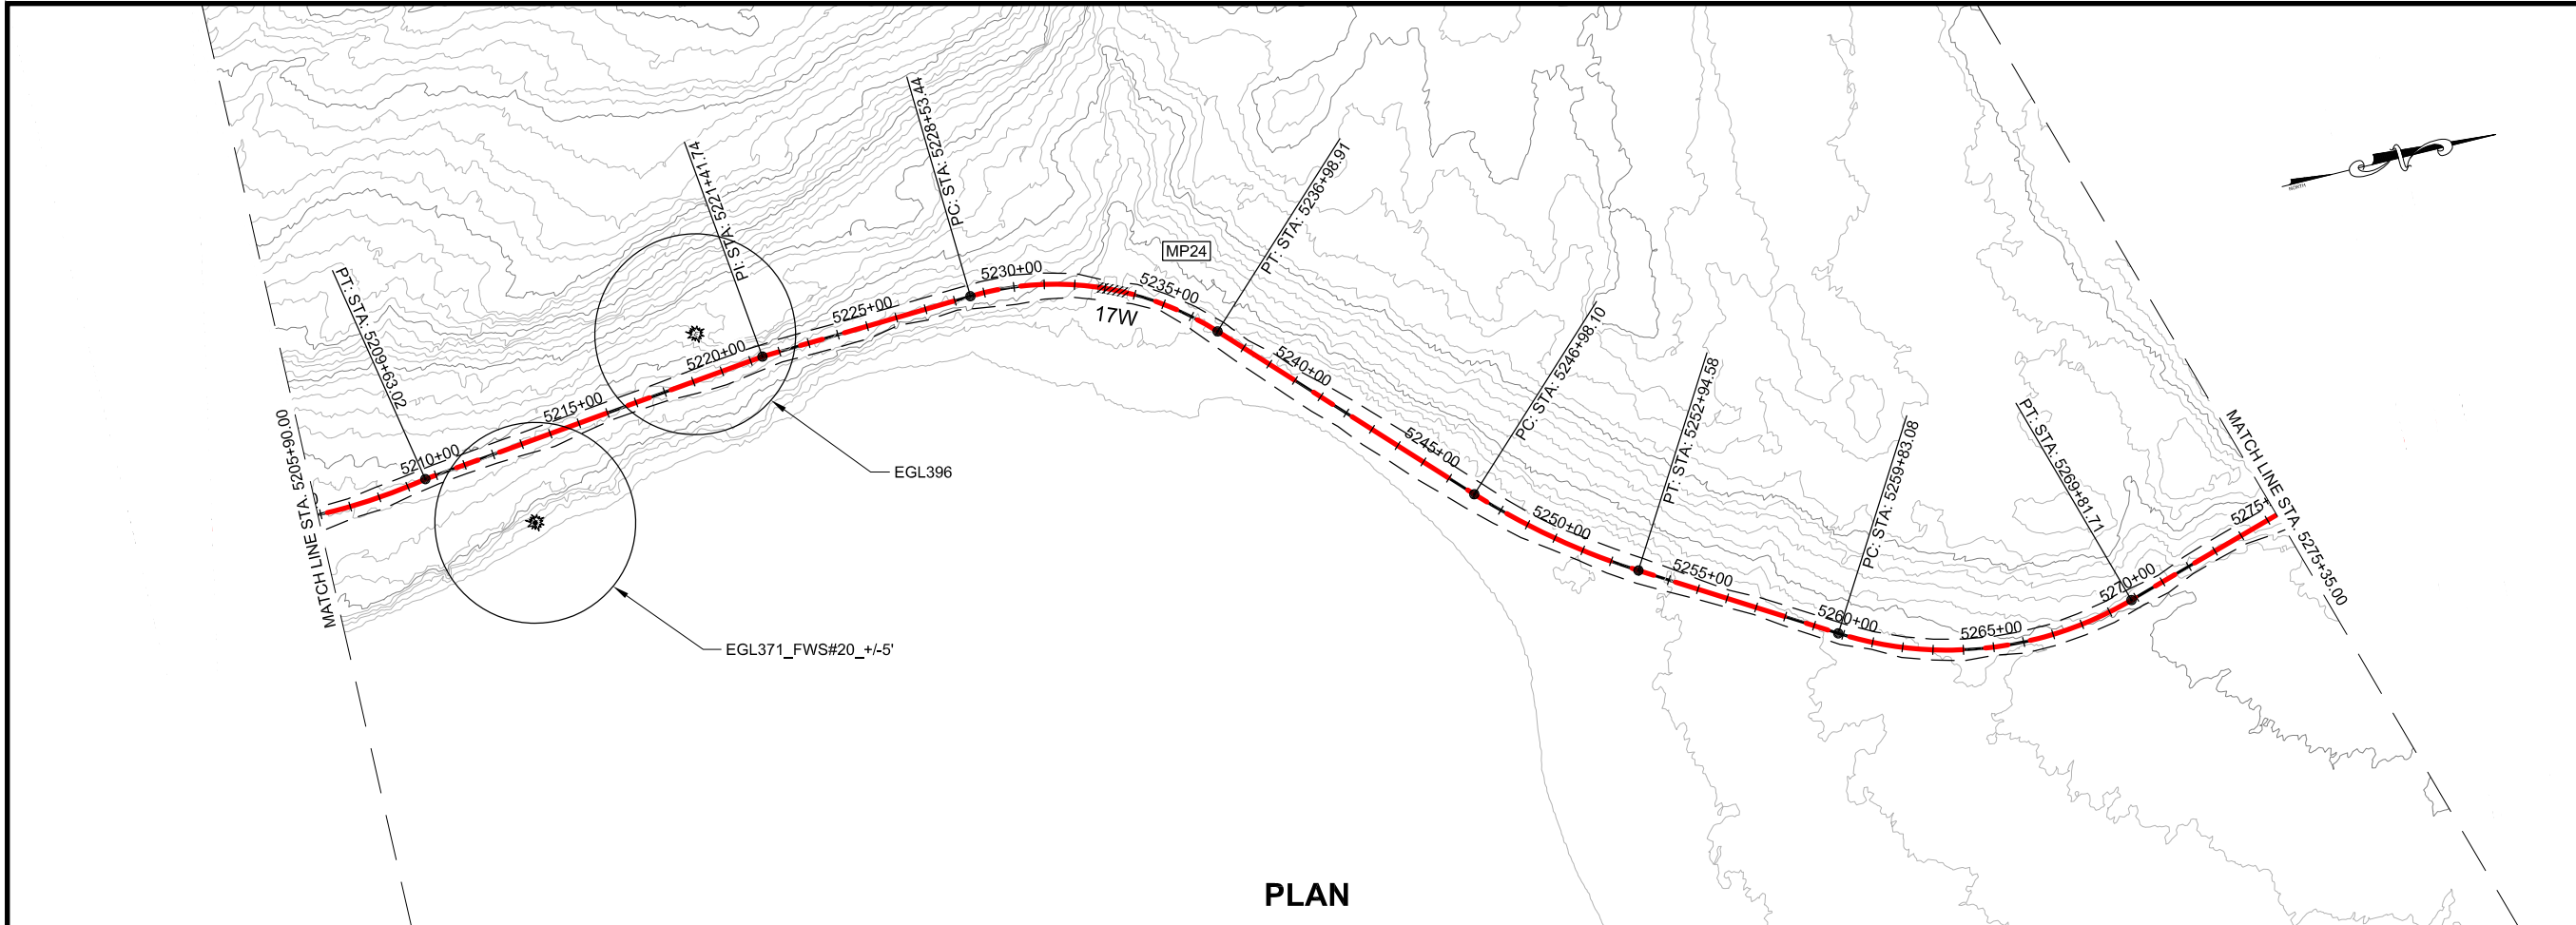 MATCH LINE STA. 5205+90.00
PT: STA: 5209+63.02
5210+00
5215+00
5220+00
PI: STA: 5221+41.74
5225+00
PC: STA: 5228+53.44
5230+00
17W
MP24
5235+00
PT: STA: 5236+98.91
5240+00
5245+00
PC: STA: 5246+98.10
5250+00
PT: STA: 5252+94.58
5255+00
PC: STA: 5259+83.08
5260+00
5265+00
PT: STA: 5269+81.71
5270+00
5275+
MATCH LINE STA. 5275+35.00
EGL396
EGL371_FWS#20_+/-5'
NORTH
PLAN